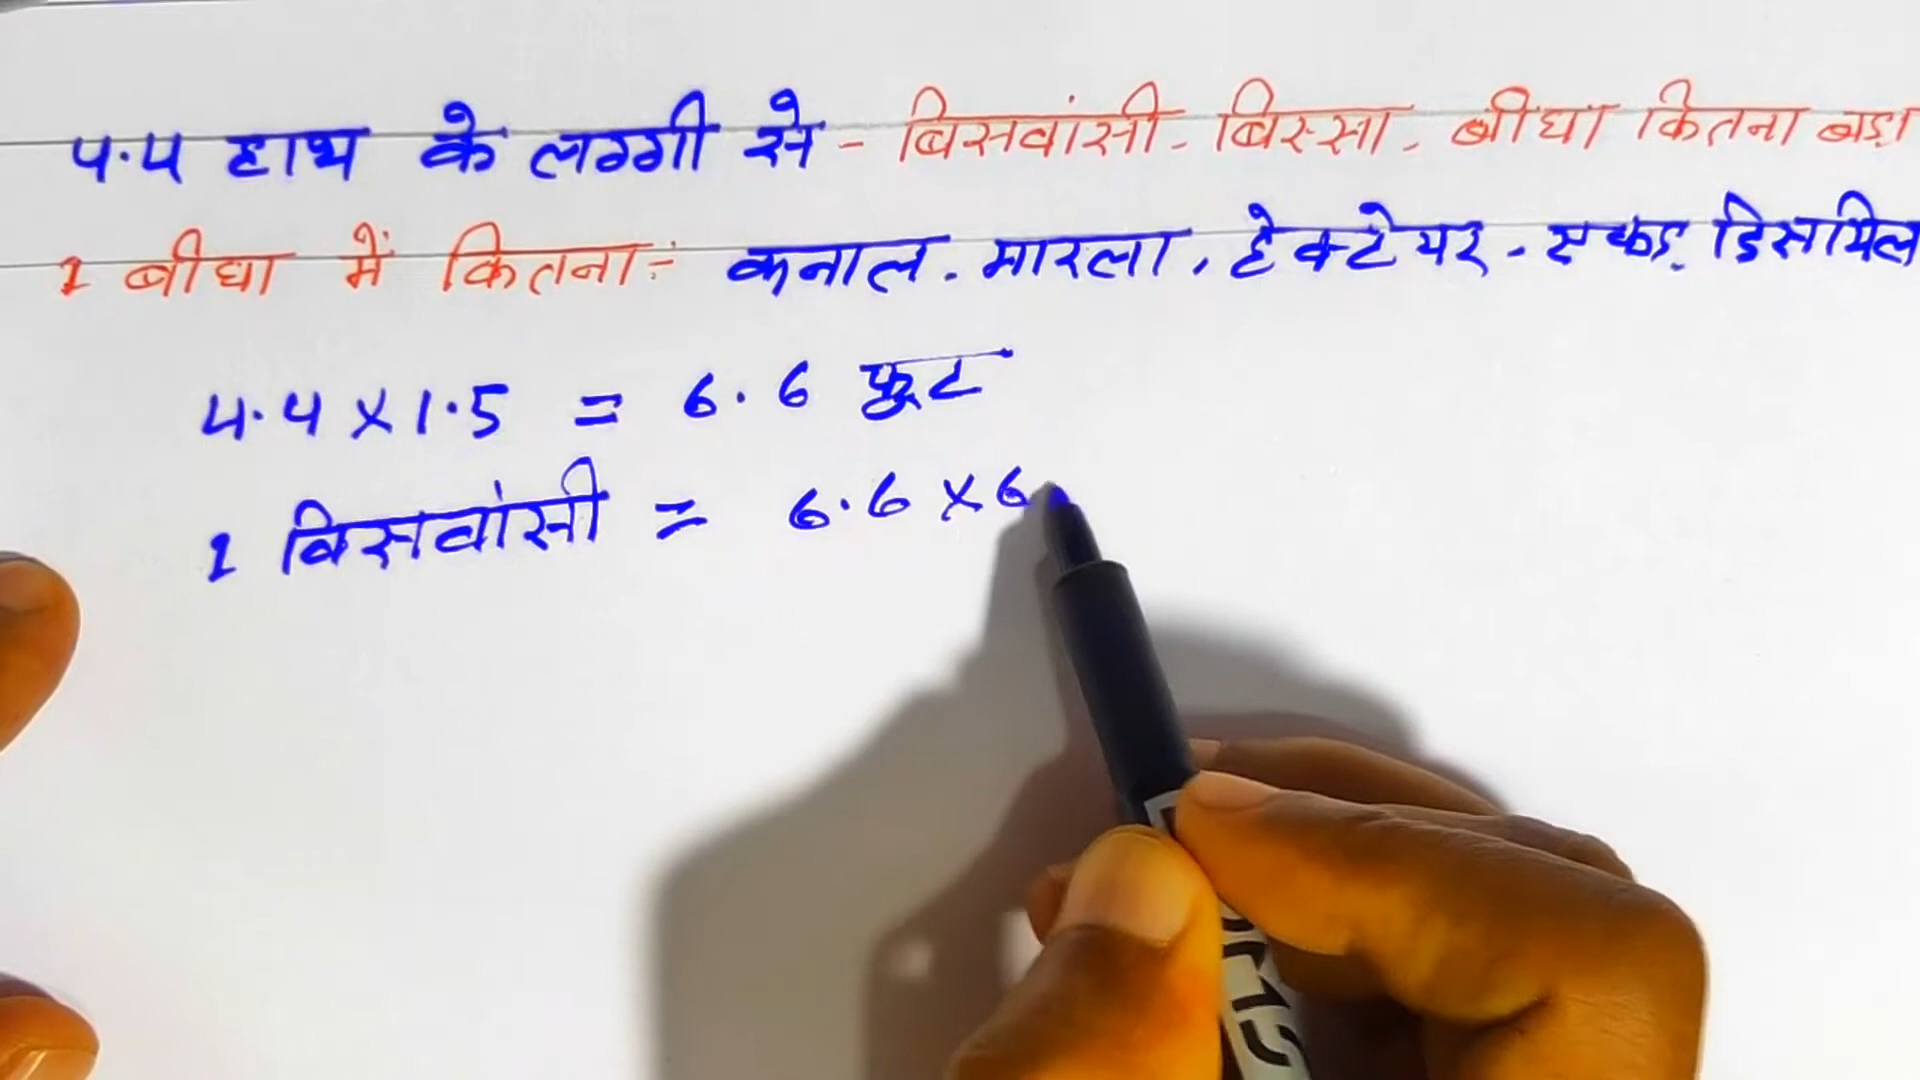 4.4 हाथ के लग्गी से - बिसवांसी - बिस्सा - बीघा कितना बड़ा
1 बीघा में कितना :- कनाल - मारला, हेक्टेयर - एकड़ डिसमिल
4.4 x 1.5 = 6.6 फूट
1 बिसवांसी = 6.6 x 6